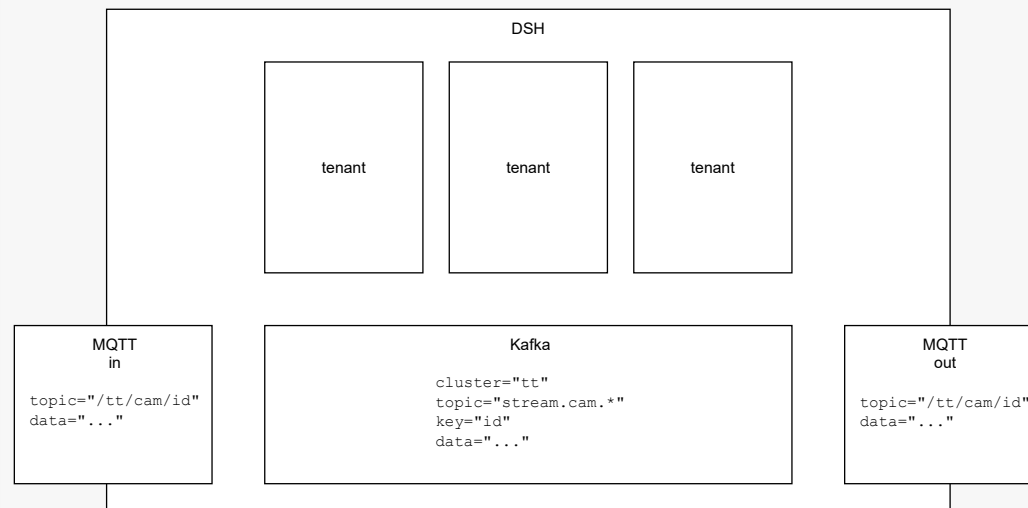 DSH
tenant
tenant
tenant
MQTT
in
topic="/tt/cam/id"
data="..."
Kafka
cluster="tt"
topic="stream.cam.*"
key="id"
data="..."
MQTT
out
topic="/tt/cam/id"
data="..."